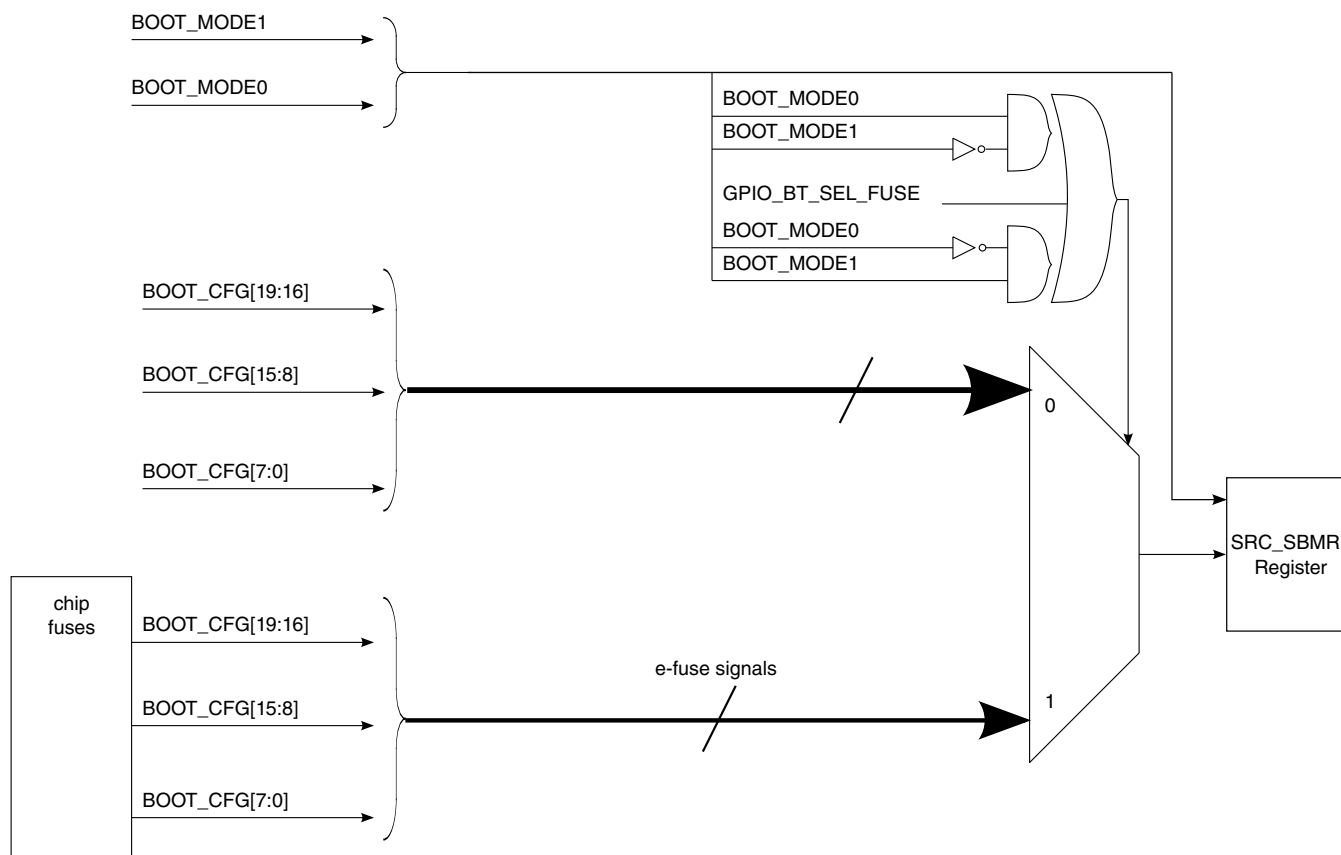 BOOT_MODE1
BOOT_MODE0
BOOT_MODE0
BOOT_MODE1
GPIO_BT_SEL_FUSE
BOOT_MODE0
BOOT_MODE1
BOOT_CFG[19:16]
BOOT_CFG[15:8]
0
BOOT_CFG[7:0]
SRC_SBMR
Register
chip
fuses
BOOT_CFG[19:16]
e-fuse signals
BOOT_CFG[15:8]
1
BOOT_CFG[7:0]